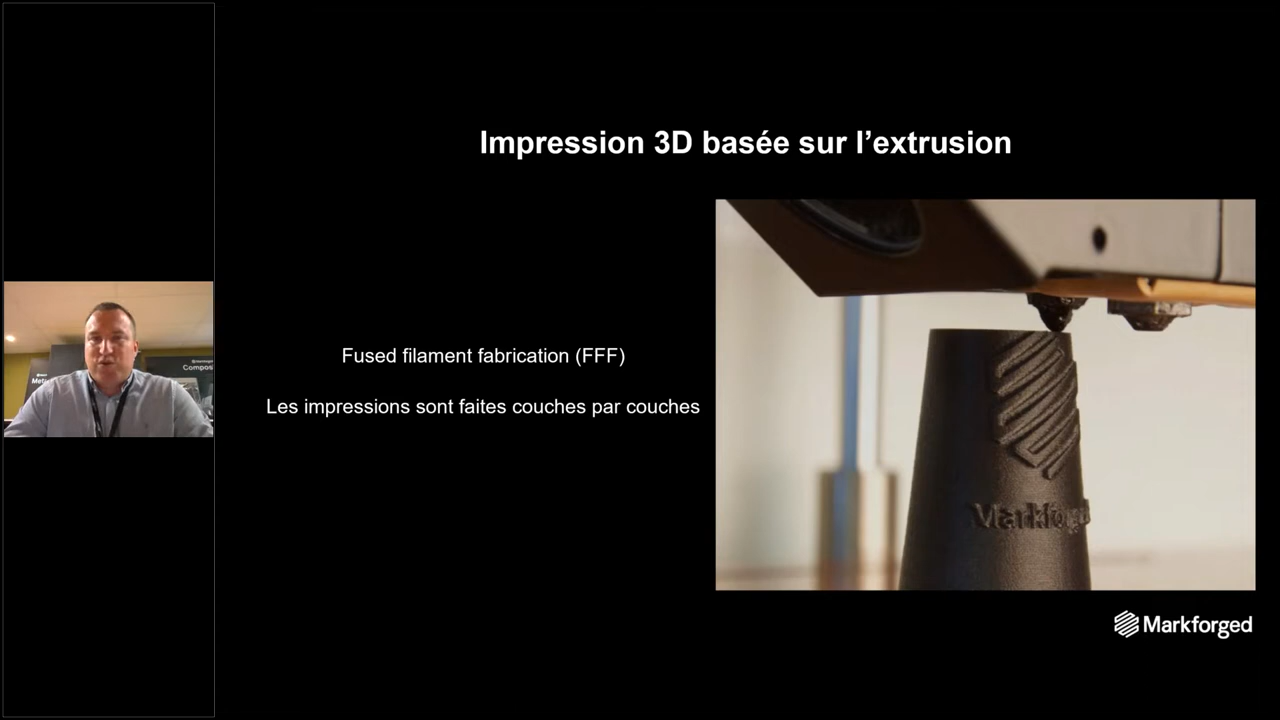 Impression 3D basée sur l’extrusion
Fused filament fabrication (FFF)
Les impressions sont faites couches par couches
Markforged
Markforged